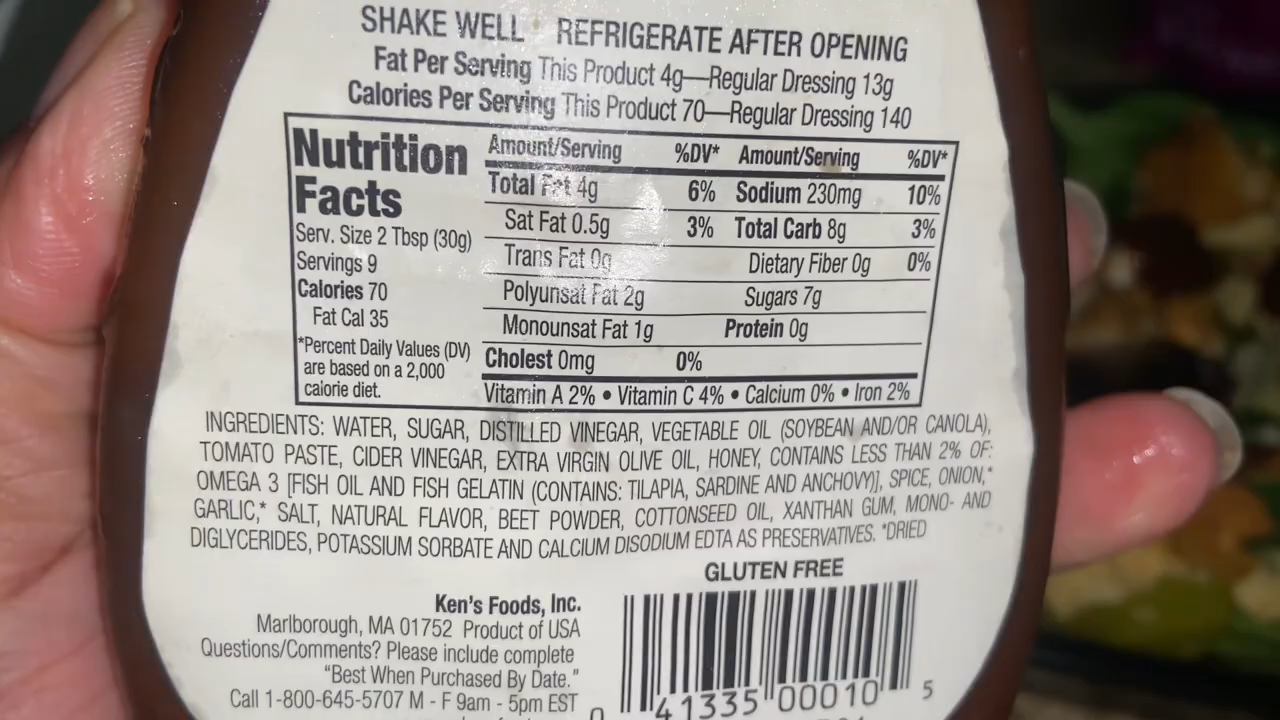 SHAKE WELL REFRIGERATE AFTER OPENING
Fat Per Serving This Product 4g—Regular Dressing 13g
Calories Per Serving This Product 70—Regular Dressing 140
Nutrition
Facts
Serv. Size 2 Tbsp (30g)
Servings 9
Calories 70
Fat Cal 35
*Percent Daily Values (DV)
are based on a 2,000
calorie diet.
Amount/Serving %DV* Amount/Serving %DV*
Total Fat 4g 6% Sodium 230mg 10%
Sat Fat 0.5g 3% Total Carb 8g 3%
Trans Fat 0g Dietary Fiber 0g 0%
Polyunsat Fat 2g Sugars 7g
Monounsat Fat 1g Protein 0g
Cholest 0mg 0%
Vitamin A 2% • Vitamin C 4% • Calcium 0% • Iron 2%
INGREDIENTS: WATER, SUGAR, DISTILLED VINEGAR, VEGETABLE OIL (SOYBEAN AND/OR CANOLA),
TOMATO PASTE, CIDER VINEGAR, EXTRA VIRGIN OLIVE OIL, HONEY, CONTAINS LESS THAN 2% OF:
OMEGA 3 [FISH OIL AND FISH GELATIN (CONTAINS: TILAPIA, SARDINE AND ANCHOVY)], SPICE, ONION,*
GARLIC,* SALT, NATURAL FLAVOR, BEET POWDER, COTTONSEED OIL, XANTHAN GUM, MONO- AND
DIGLYCERIDES, POTASSIUM SORBATE AND CALCIUM DISODIUM EDTA AS PRESERVATIVES. *DRIED
GLUTEN FREE
Ken's Foods, Inc.
Marlborough, MA 01752 Product of USA
Questions/Comments? Please include complete
"Best When Purchased By Date."
Call 1-800-645-5707 M - F 9am - 5pm EST
0 41335 00010 5